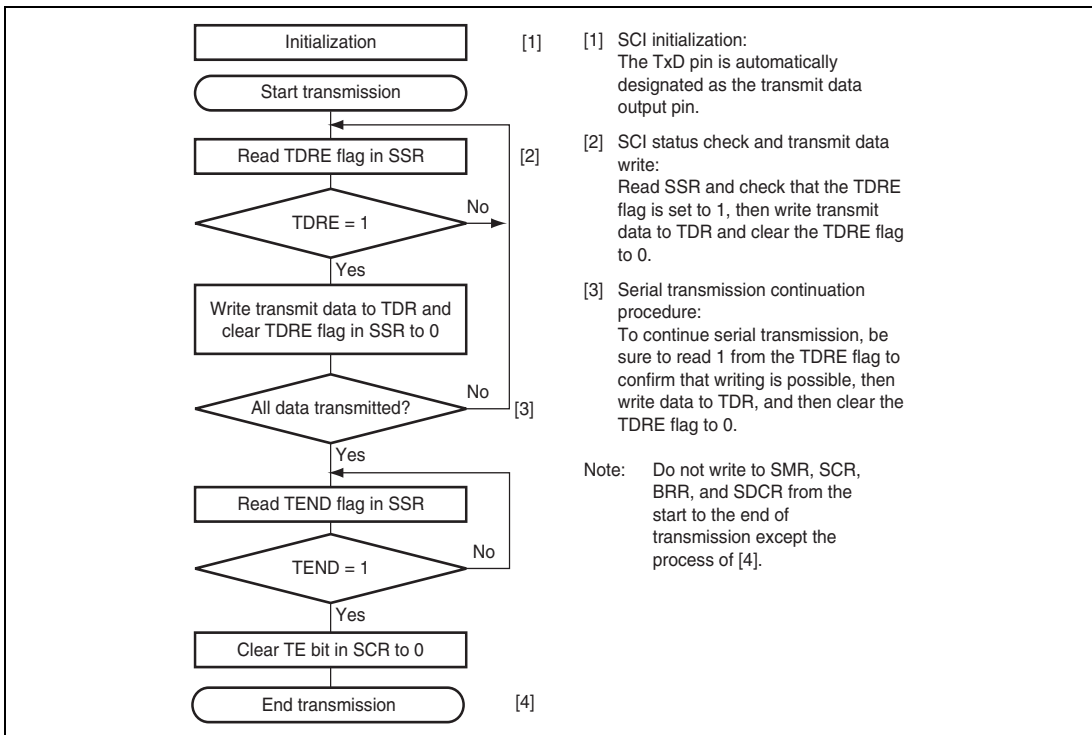 Initialization
[1]
Start transmission
Read TDRE flag in SSR
[2]
TDRE = 1
No
Yes
Write transmit data to TDR and
clear TDRE flag in SSR to 0
All data transmitted?
No
[3]
Yes
Read TEND flag in SSR
TEND = 1
No
Yes
Clear TE bit in SCR to 0
End transmission
[4]
[1] SCI initialization:
The TxD pin is automatically
designated as the transmit data
output pin.
[2] SCI status check and transmit data
write:
Read SSR and check that the TDRE
flag is set to 1, then write transmit
data to TDR and clear the TDRE flag
to 0.
[3] Serial transmission continuation
procedure:
To continue serial transmission, be
sure to read 1 from the TDRE flag to
confirm that writing is possible, then
write data to TDR, and then clear the
TDRE flag to 0.
Note: Do not write to SMR, SCR,
BRR, and SDCR from the
start to the end of
transmission except the
process of [4].